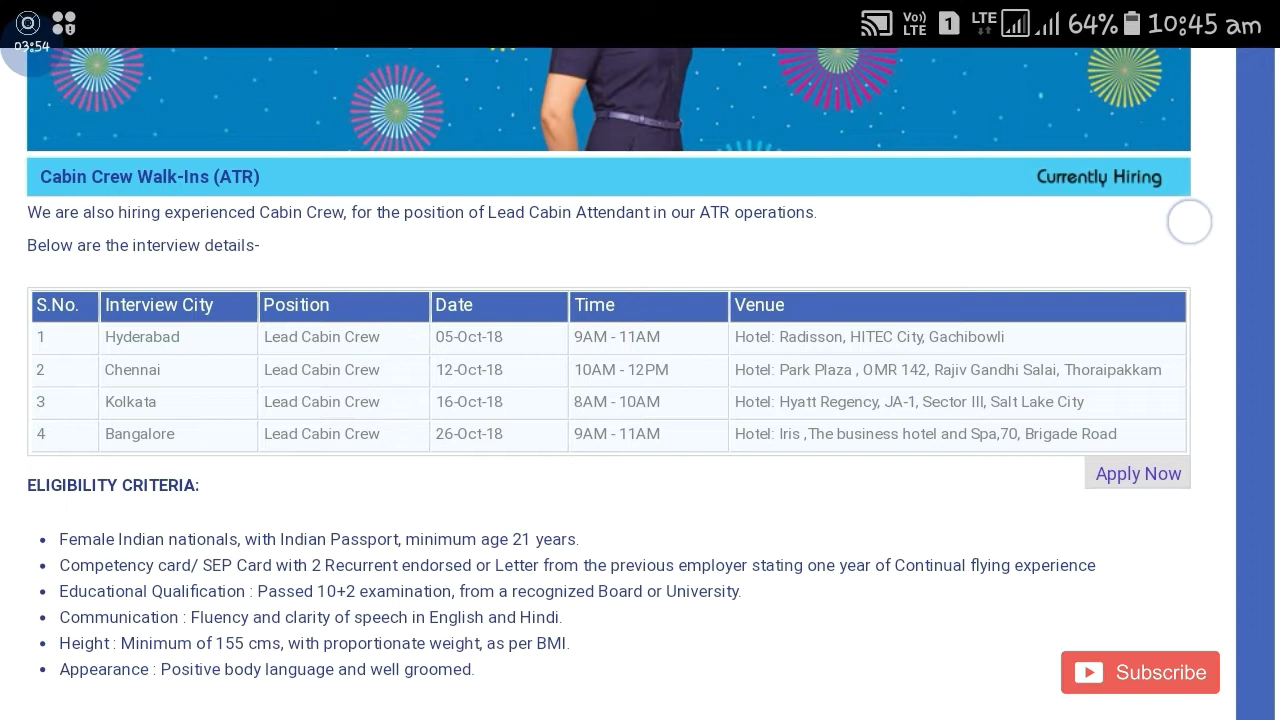 03:54
Vo)) LTE 1 LTE 64% 10:45 am
Cabin Crew Walk-Ins (ATR) Currently Hiring
We are also hiring experienced Cabin Crew, for the position of Lead Cabin Attendant in our ATR operations.
Below are the interview details-
S.No. Interview City Position Date Time Venue
1 Hyderabad Lead Cabin Crew 05-Oct-18 9AM - 11AM Hotel: Radisson, HITEC City, Gachibowli
2 Chennai Lead Cabin Crew 12-Oct-18 10AM - 12PM Hotel: Park Plaza , OMR 142, Rajiv Gandhi Salai, Thoraipakkam
3 Kolkata Lead Cabin Crew 16-Oct-18 8AM - 10AM Hotel: Hyatt Regency, JA-1, Sector III, Salt Lake City
4 Bangalore Lead Cabin Crew 26-Oct-18 9AM - 11AM Hotel: Iris ,The business hotel and Spa,70, Brigade Road
Apply Now
ELIGIBILITY CRITERIA:
• Female Indian nationals, with Indian Passport, minimum age 21 years.
• Competency card/ SEP Card with 2 Recurrent endorsed or Letter from the previous employer stating one year of Continual flying experience
• Educational Qualification : Passed 10+2 examination, from a recognized Board or University.
• Communication : Fluency and clarity of speech in English and Hindi.
• Height : Minimum of 155 cms, with proportionate weight, as per BMI.
• Appearance : Positive body language and well groomed.
Subscribe